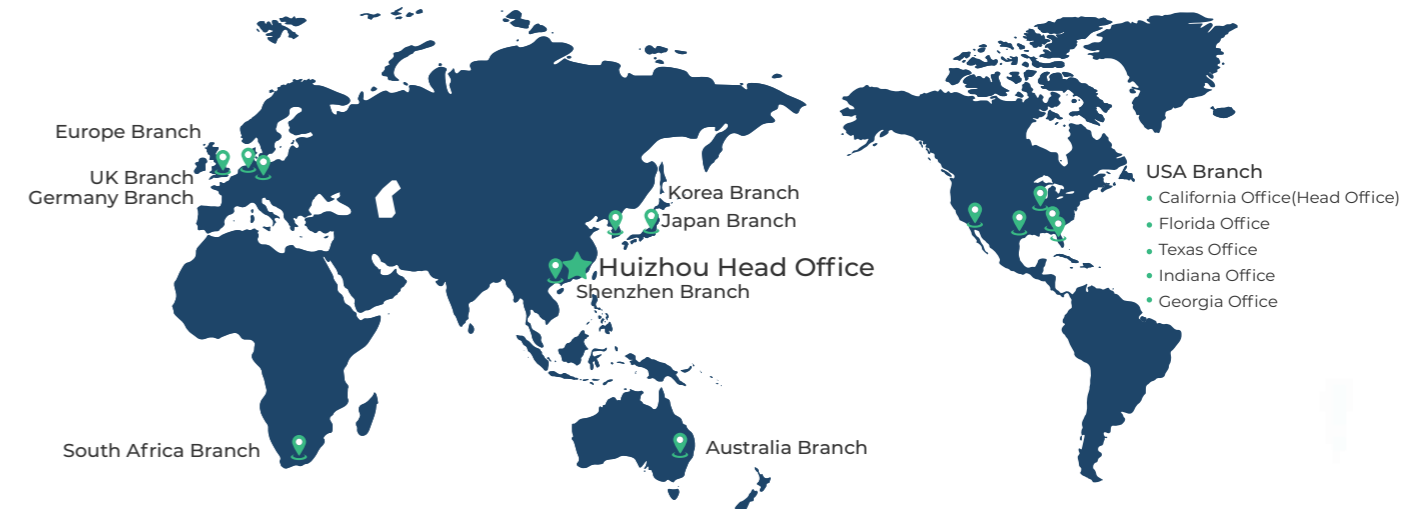 Europe Branch
UK Branch
Germany Branch
Korea Branch
Japan Branch
Huizhou Head Office
Shenzhen Branch
South Africa Branch
Australia Branch
USA Branch
California Office(Head Office)
Florida Office
Texas Office
Indiana Office
Georgia Office